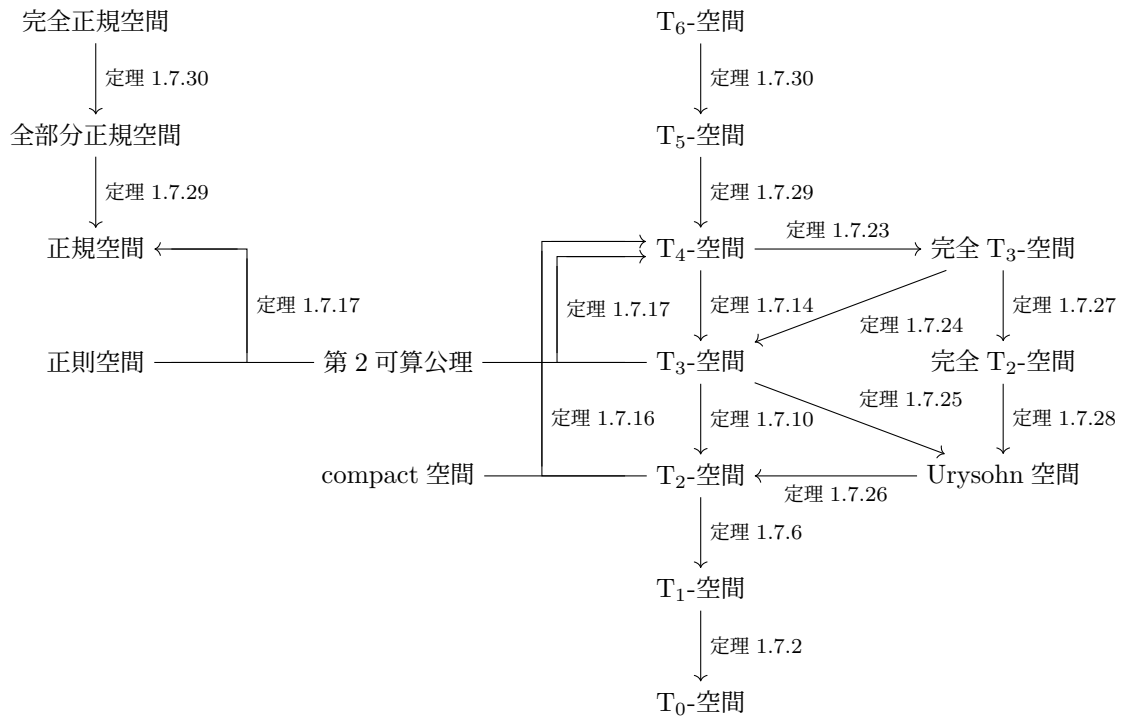 完全正規空間 T₆-空間
定理 1.7.30 定理 1.7.30
全部分正規空間 T₅-空間
定理 1.7.29 定理 1.7.29
正規空間 T₄-空間 定理 1.7.23 完全 T₃-空間
定理 1.7.17 定理 1.7.17 定理 1.7.14 定理 1.7.24 定理 1.7.27
正則空間 第 2 可算公理 T₃-空間 完全 T₂-空間
定理 1.7.16 定理 1.7.10 定理 1.7.25 定理 1.7.28
compact 空間 T₂-空間 定理 1.7.26 Urysohn 空間
定理 1.7.6
T₁-空間
定理 1.7.2
T₀-空間